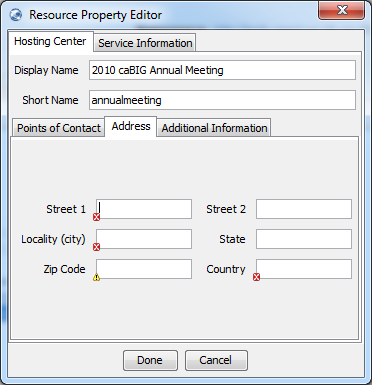 Resource Property Editor
Hosting Center Service Information
Display Name 2010 caBIG Annual Meeting
Short Name annualmeeting
Points of Contact Address Additional Information
Street 1 Street 2
Locality (city) State
Zip Code Country
Done Cancel